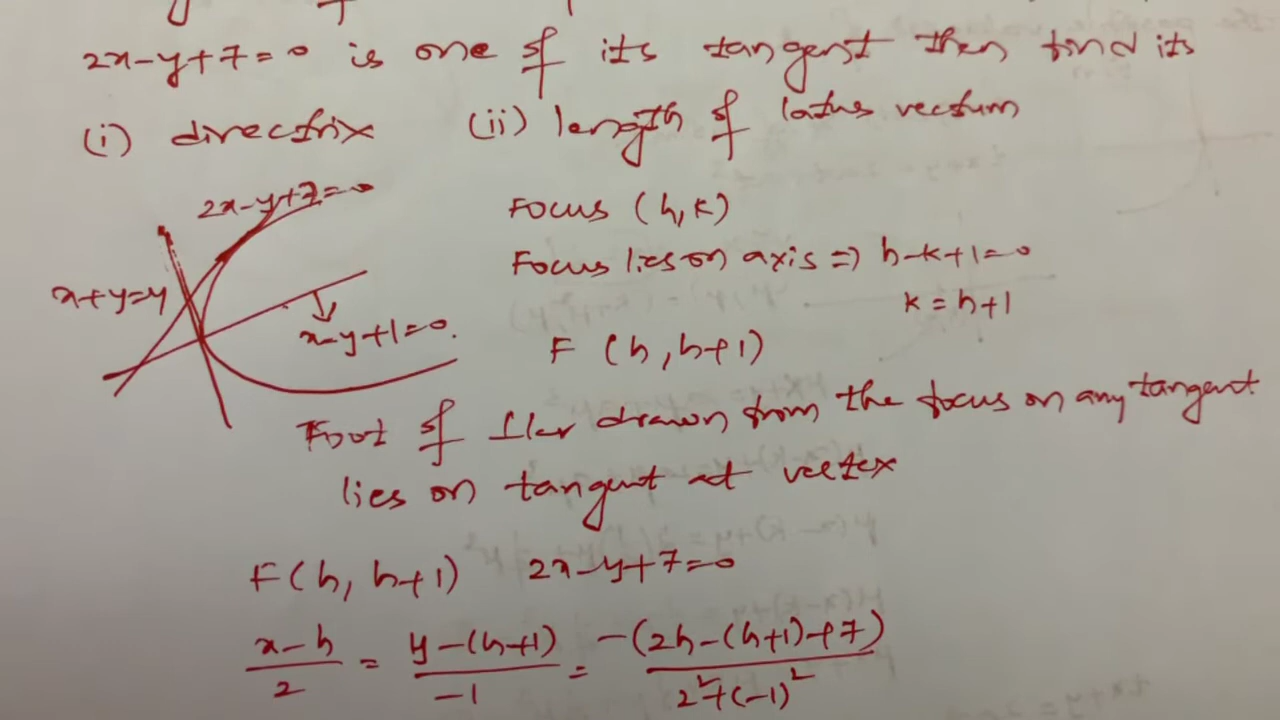 2x-y+7=0 is one of its tangent then find its
(i) directrix (ii) length of latus rectum
2x-y+7=0
x+y=4
x-y+1=0.
Focus (h,k)
Focus lies on axis => h-k+1=0
k=h+1
F (h,h+1)
Foot of ⊥lar drawn from the focus on any tangent
lies on tangent at vertex
F(h, h+1) 2x-y+7=0
(x-h)/2 = (y-(h+1))/-1 = -(2h-(h+1)+7)/(2²+(-1)²)